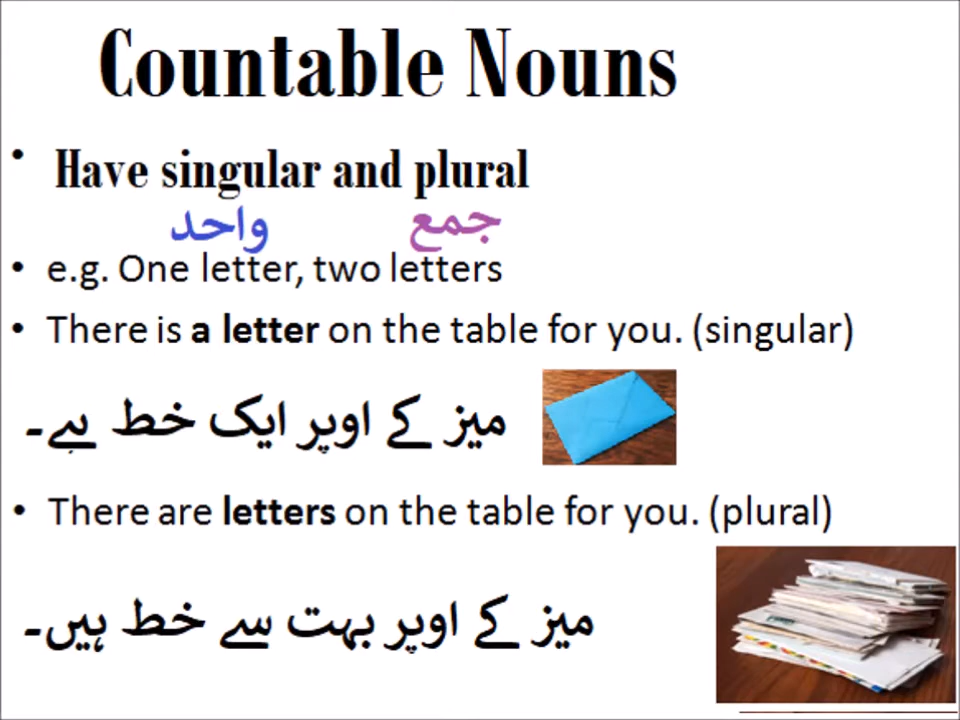 Countable Nouns
• Have singular and plural
واحد جمع
• e.g. One letter, two letters
• There is a letter on the table for you. (singular)
میز کے اوپر ایک خط ہے۔
• There are letters on the table for you. (plural)
میز کے اوپر بہت سے خط ہیں۔